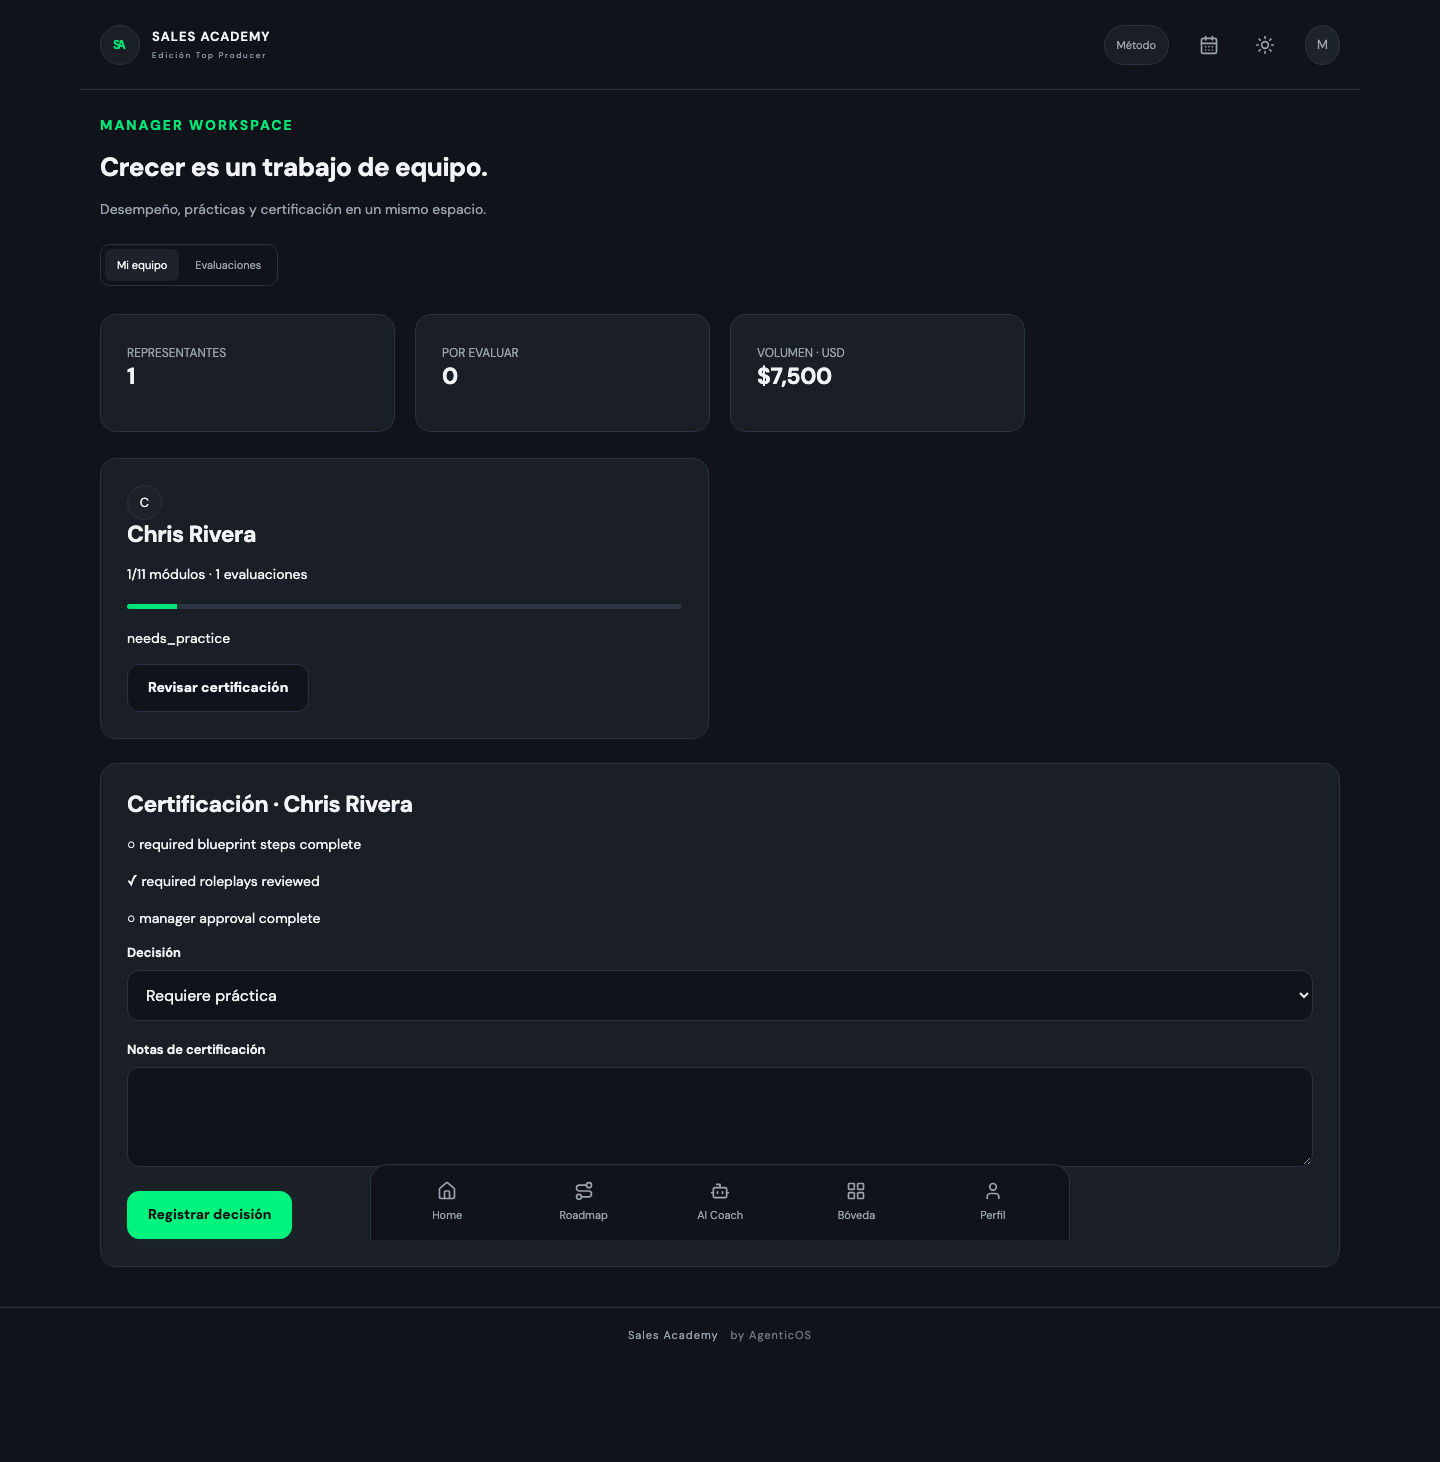 SA
SALES ACADEMY
Edición Top Producer
Método
M
MANAGER WORKSPACE
Crecer es un trabajo de equipo.
Desempeño, prácticas y certificación en un mismo espacio.
Mi equipo
Evaluaciones
REPRESENTANTES
1
POR EVALUAR
0
VOLUMEN · USD
$7,500
C
Chris Rivera
1/11 módulos · 1 evaluaciones
needs_practice
Revisar certificación
Certificación · Chris Rivera
○ required blueprint steps complete
✓ required roleplays reviewed
○ manager approval complete
Decisión
Requiere práctica
Notas de certificación
Registrar decisión
Home
Roadmap
AI Coach
Bóveda
Perfil
Sales Academy by AgenticOS